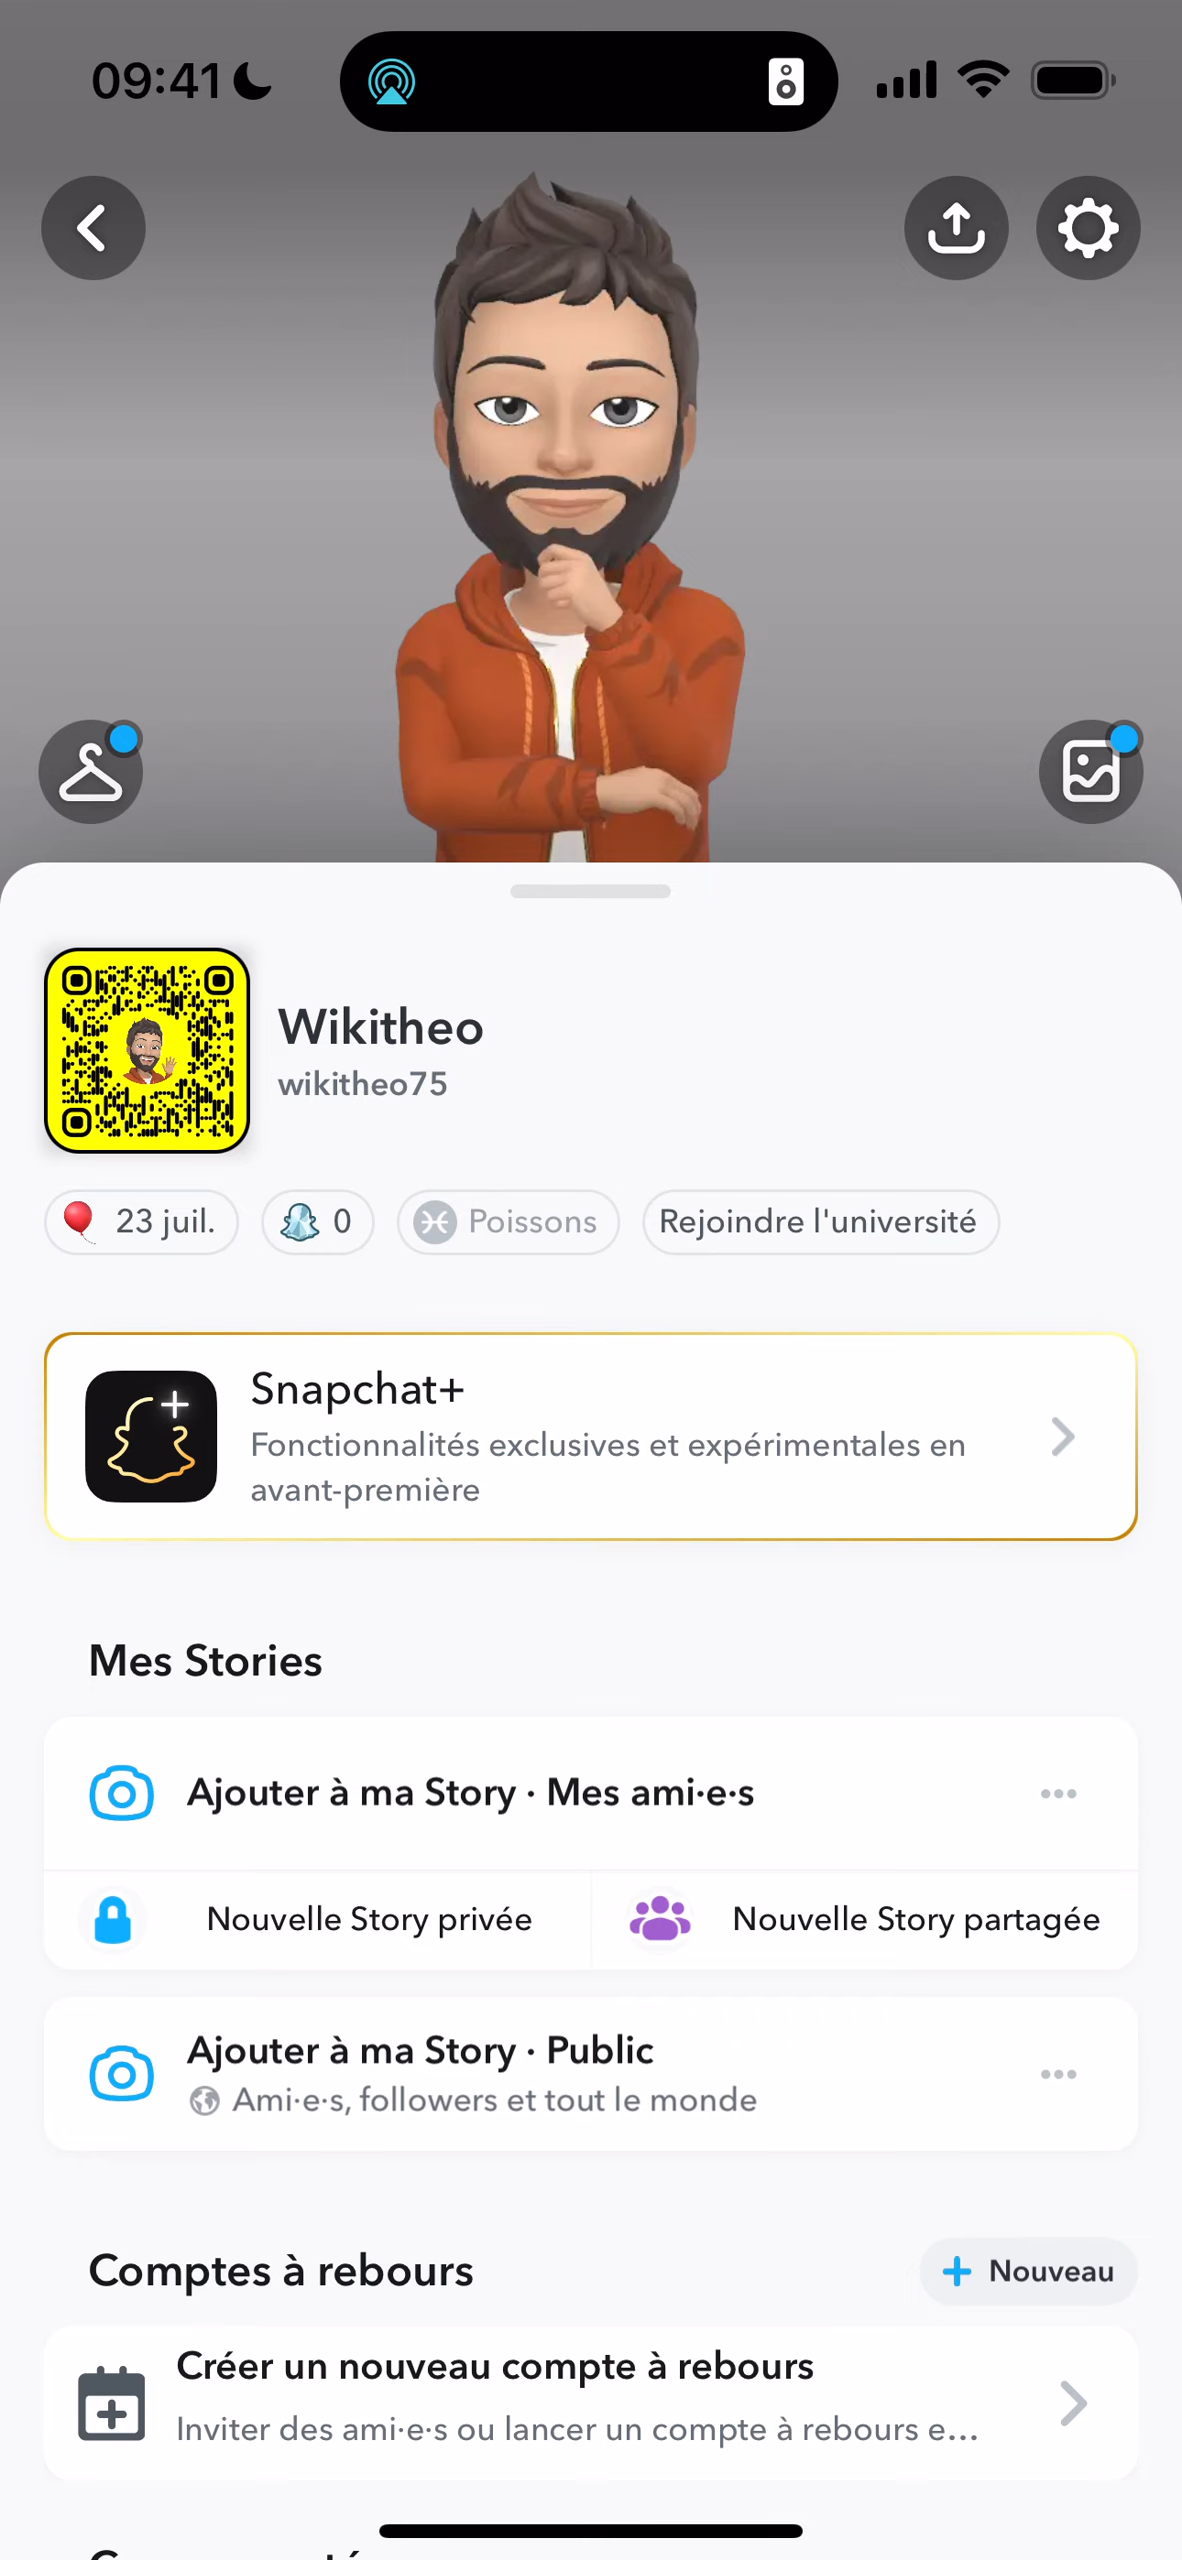 09:41
Wikitheo
wikitheo75
23 juil.
0
Poissons
Rejoindre l'université
Snapchat+
Fonctionnalités exclusives et expérimentales en
avant-première
Mes Stories
Ajouter à ma Story · Mes ami·e·s
Nouvelle Story privée
Nouvelle Story partagée
Ajouter à ma Story · Public
Ami·e·s, followers et tout le monde
Comptes à rebours
Nouveau
Créer un nouveau compte à rebours
Inviter des ami·e·s ou lancer un compte à rebours e...